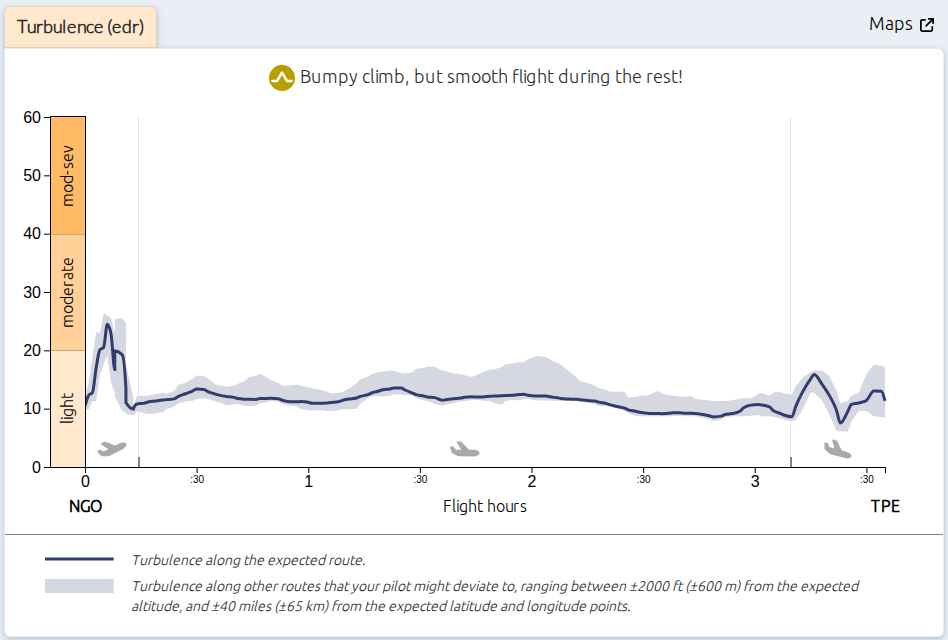 Turbulence (edr)
Maps
Bumpy climb, but smooth flight during the rest!
60
50
40
30
20
10
0
mod-sev
moderate
light
0 :30 1 :30 2 :30 3 :30
NGO Flight hours TPE
Turbulence along the expected route.
Turbulence along other routes that your pilot might deviate to, ranging between ±2000 ft (±600 m) from the expected
altitude, and ±40 miles (±65 km) from the expected latitude and longitude points.